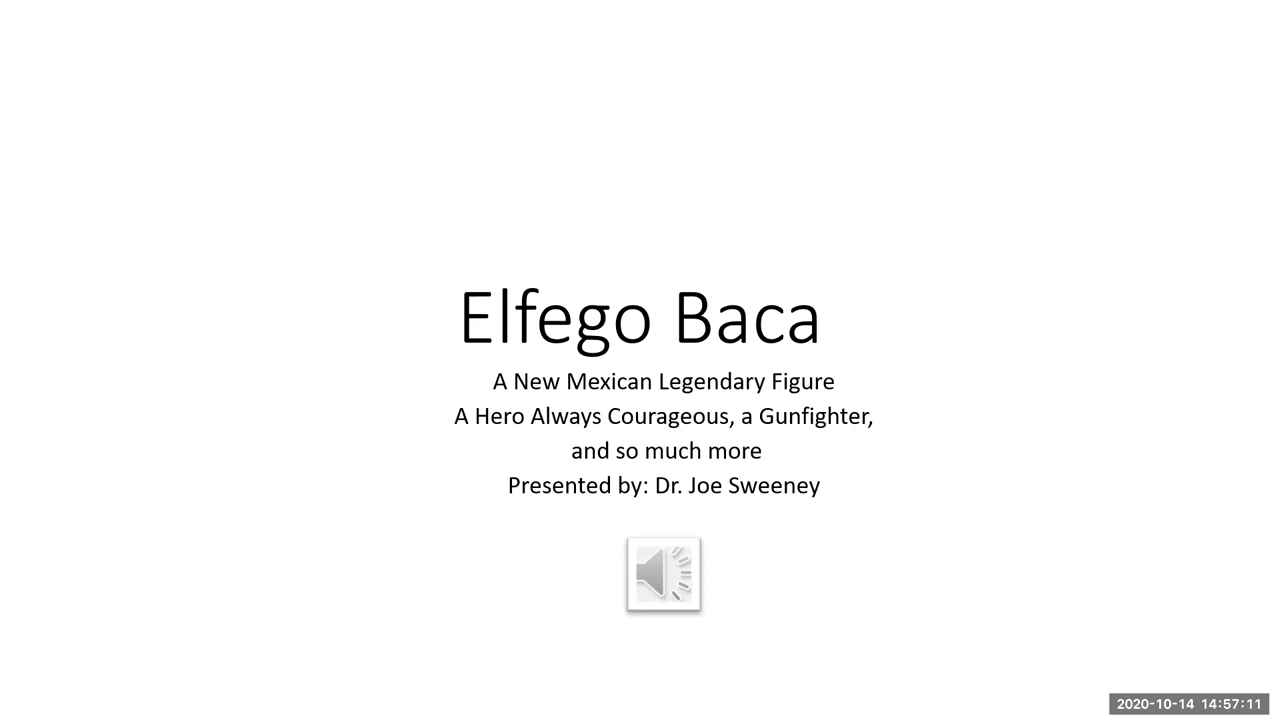 Elfego Baca
A New Mexican Legendary Figure
A Hero Always Courageous, a Gunfighter,
and so much more
Presented by: Dr. Joe Sweeney
2020-10-14 14:57:11